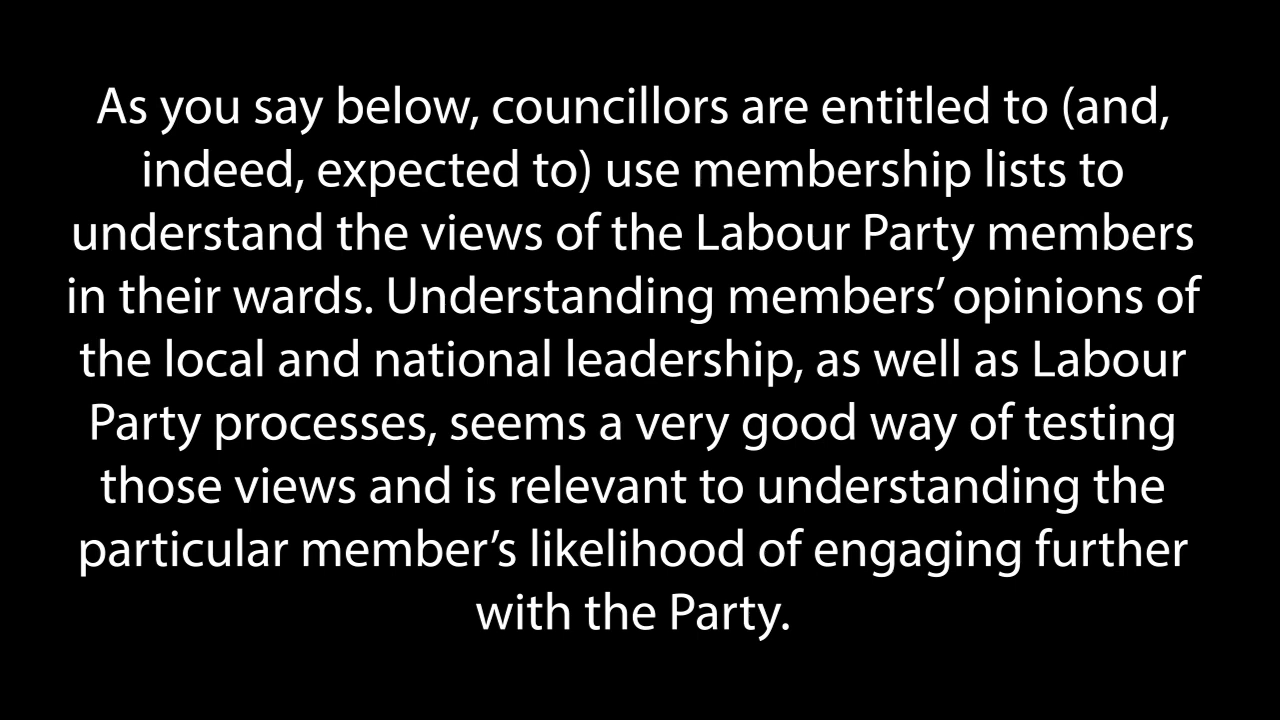 As you say below, councillors are entitled to (and,
indeed, expected to) use membership lists to
understand the views of the Labour Party members
in their wards. Understanding members’ opinions of
the local and national leadership, as well as Labour
Party processes, seems a very good way of testing
those views and is relevant to understanding the
particular member’s likelihood of engaging further
with the Party.